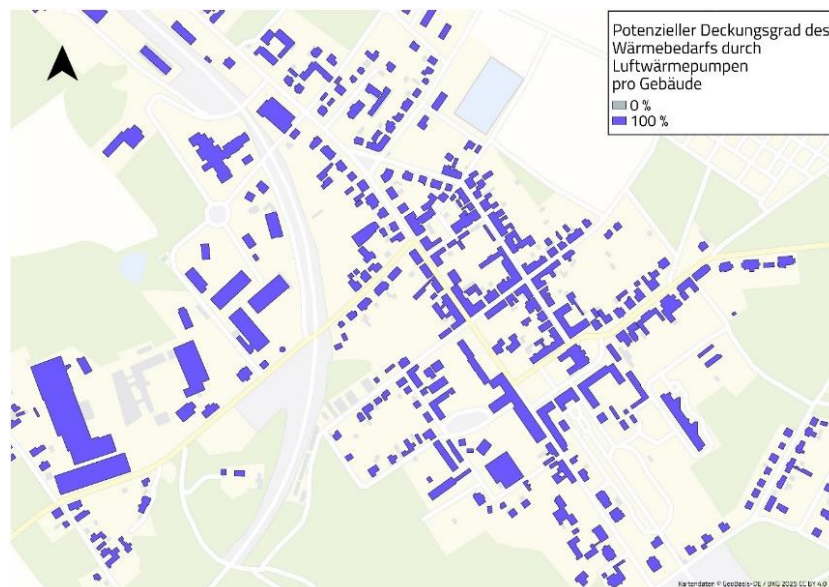 Potenzieller Deckungsgrad des
Wärmebedarfs durch
Luftwärmepumpen
pro Gebäude
0 %
100 %
Kartendaten © GeoBasis-DE / BKG 2025 CC BY 4.0